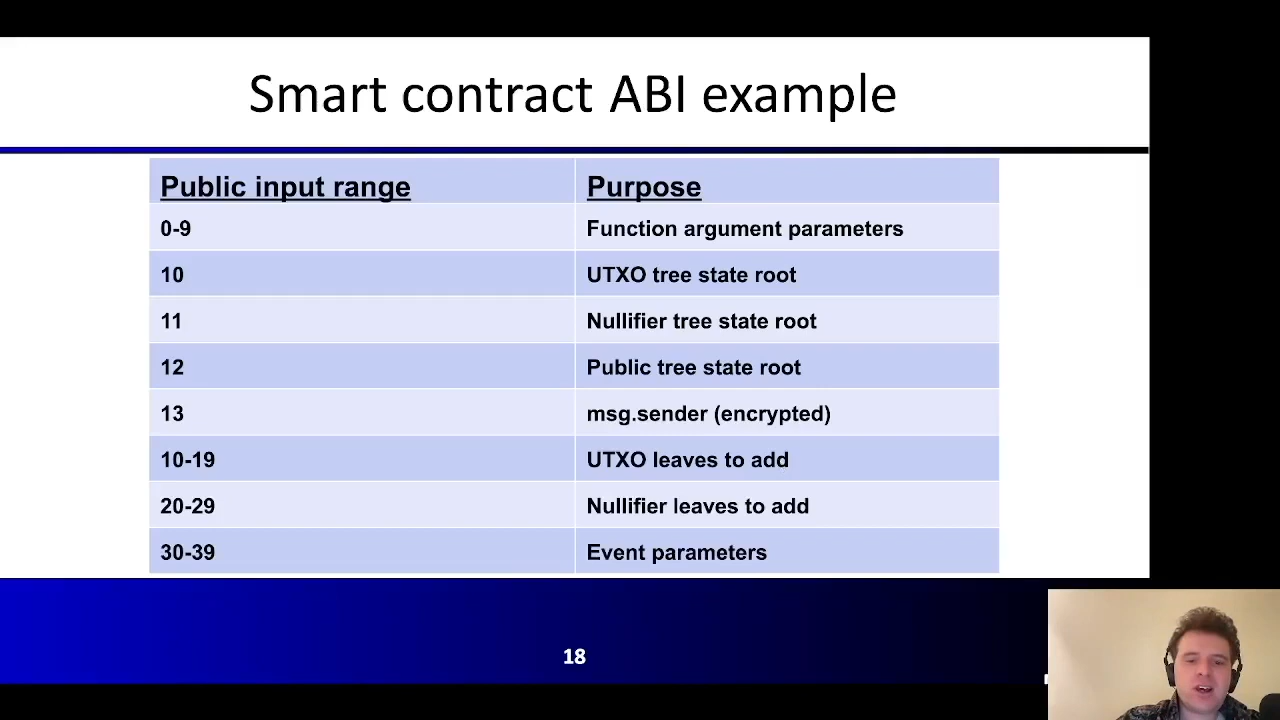 Smart contract ABI example
Public input range Purpose
0-9 Function argument parameters
10 UTXO tree state root
11 Nullifier tree state root
12 Public tree state root
13 msg.sender (encrypted)
10-19 UTXO leaves to add
20-29 Nullifier leaves to add
30-39 Event parameters
18